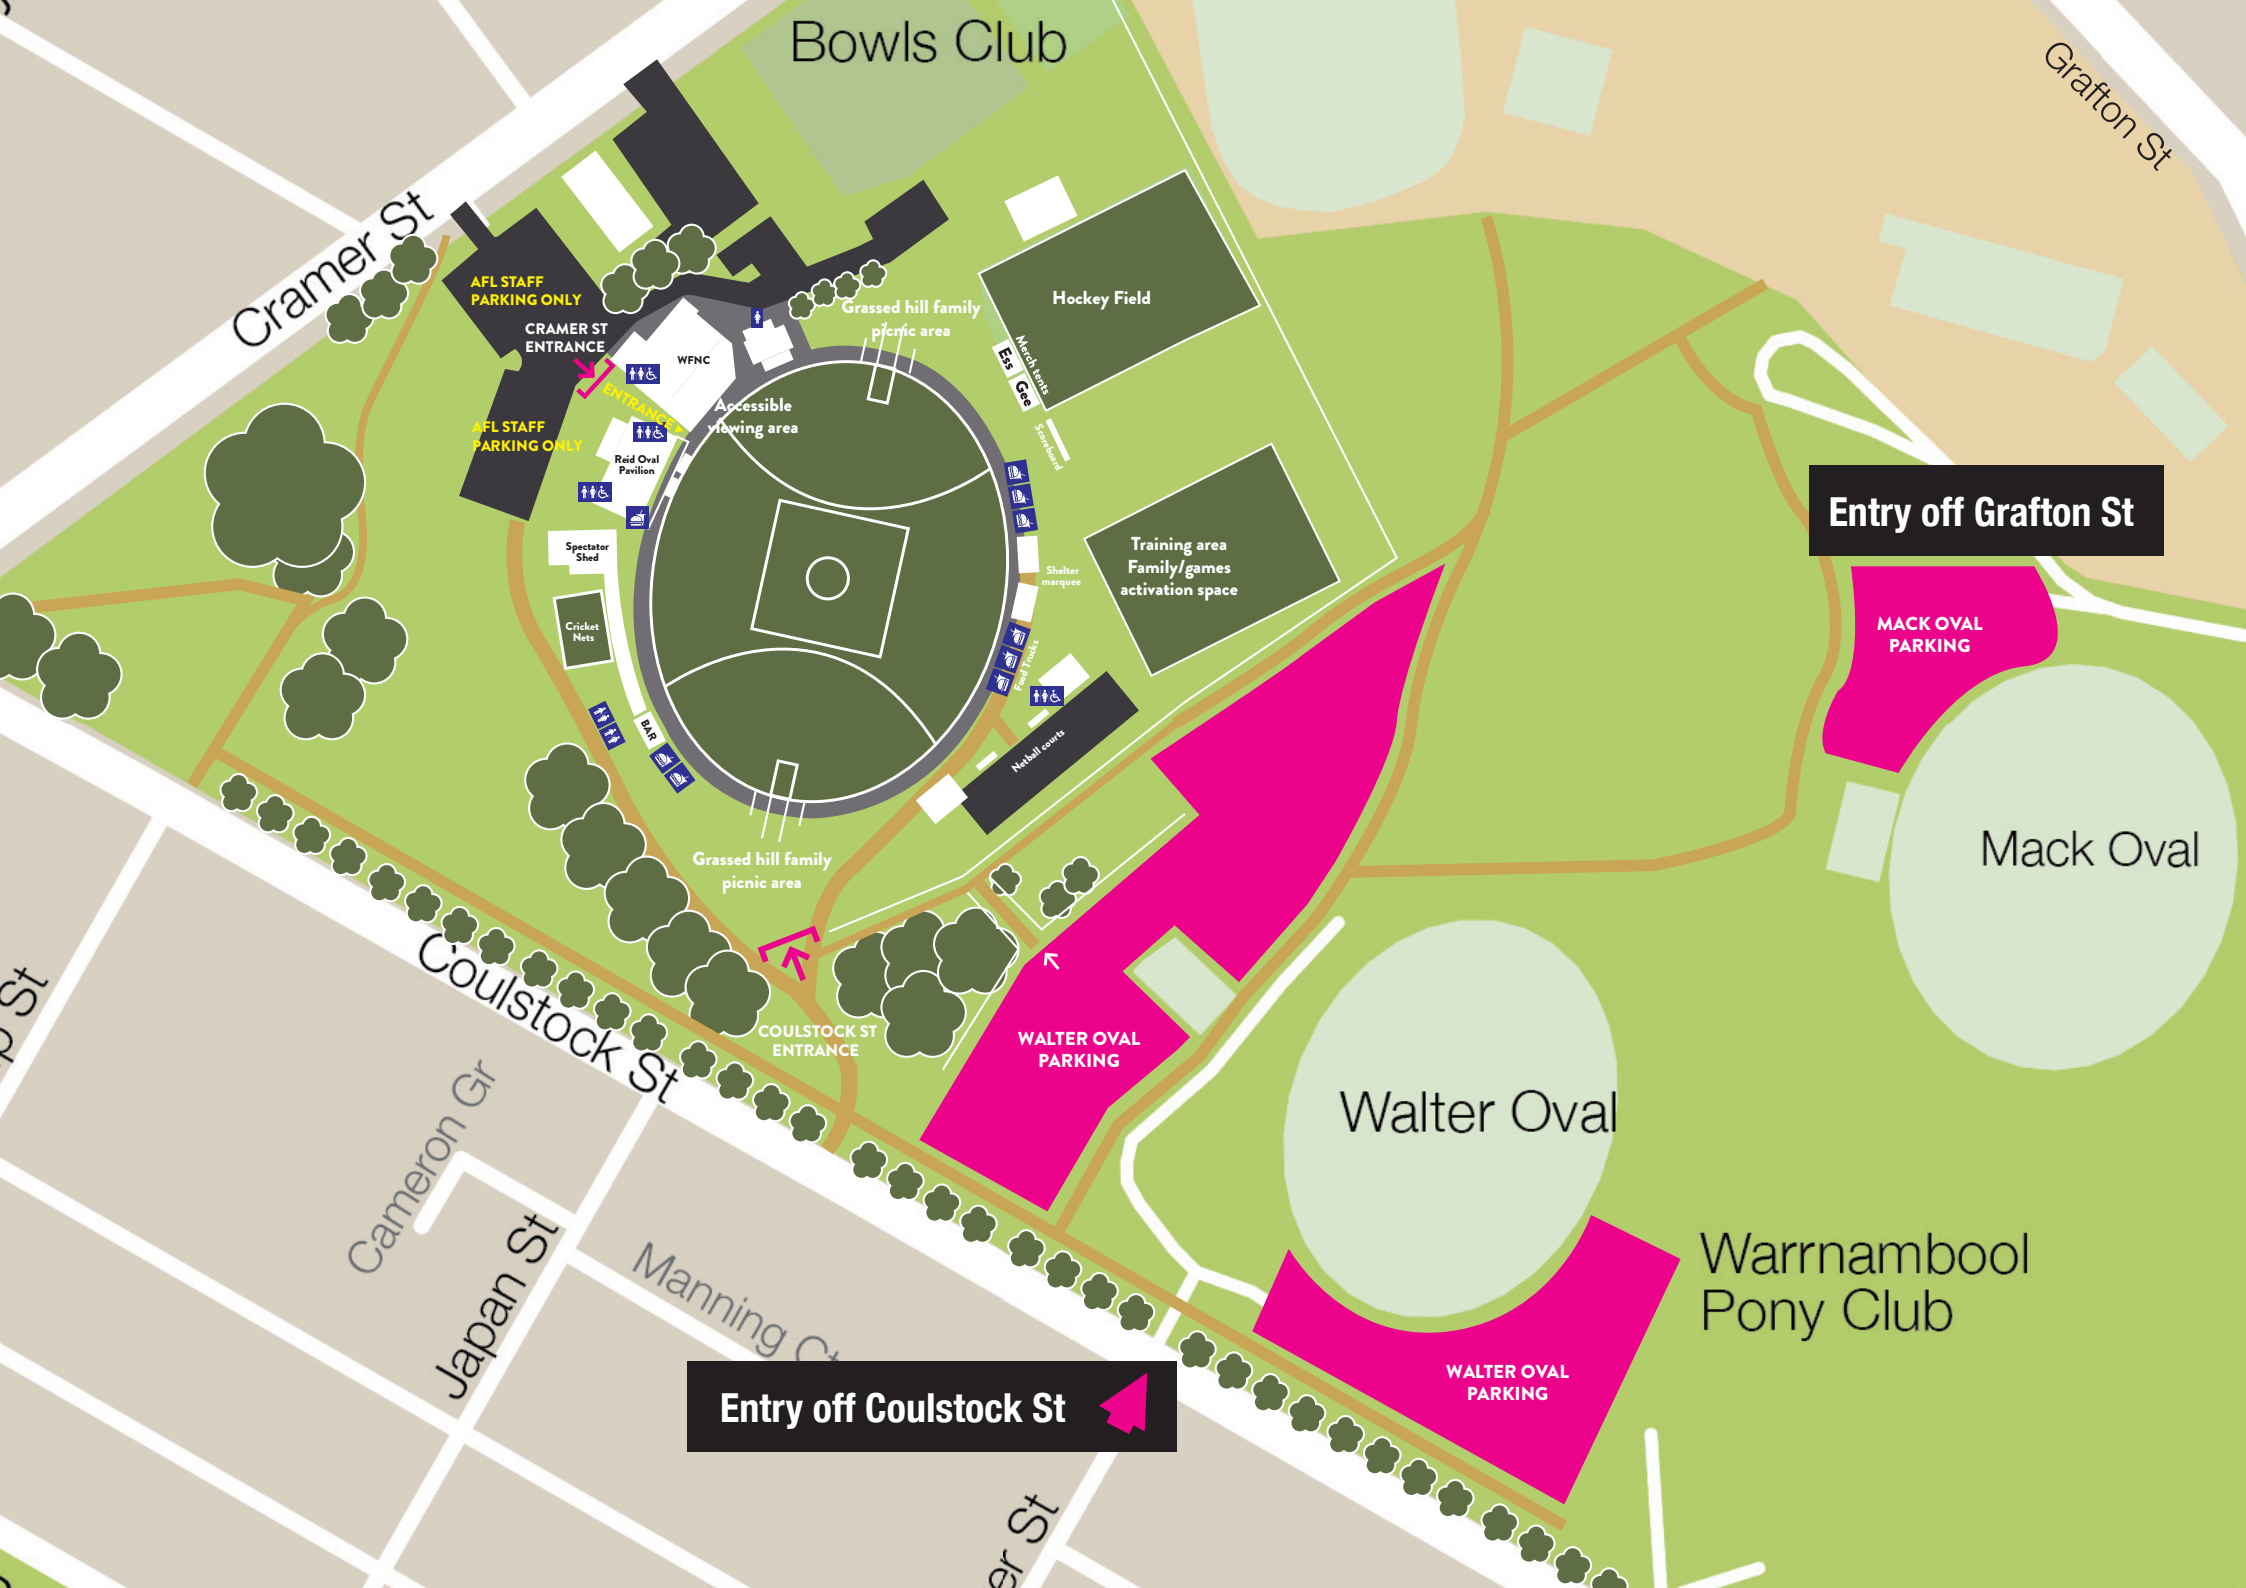 Bowls Club
Grafton St
Cramer St
AFL STAFF
PARKING ONLY
CRAMER ST
ENTRANCE
WFNC
ENTRANCE
Grassed hill family
picnic area
Hockey Field
Merch tents
Ess
Gee
Scoreboard
Accessible
viewing area
AFL STAFF
PARKING ONLY
Reid Oval
Pavilion
Spectator
Shed
Cricket
Nets
Shelter
marquee
Training area
Family/games
activation space
Entry off Grafton St
MACK OVAL
PARKING
Food Trucks
BAR
Netball courts
Mack Oval
Grassed hill family
picnic area
COULSTOCK ST
ENTRANCE
WALTER OVAL
PARKING
Walter Oval
Coulstock St
St
Cameron Gr
Japan St
Manning Ct
Warrnambool
Pony Club
WALTER OVAL
PARKING
Entry off Coulstock St
er St